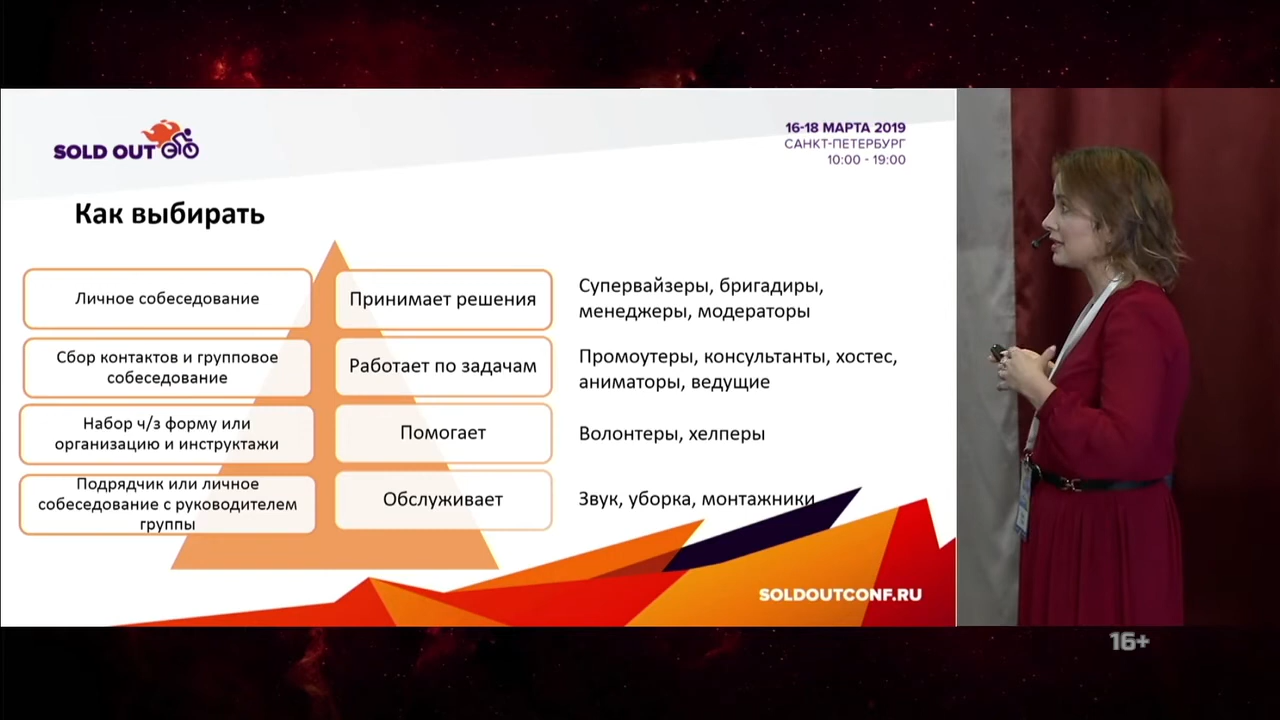 SOLD OUT
16-18 МАРТА 2019
САНКТ-ПЕТЕРБУРГ
10:00 - 19:00
Как выбирать
Личное собеседование
Принимает решения
Супервайзеры, бригадиры,
менеджеры, модераторы
Сбор контактов и групповое
собеседование
Работает по задачам
Промоутеры, консультанты, хостес,
аниматоры, ведущие
Набор ч/з форму или
организацию и инструктажи
Помогает
Волонтеры, хелперы
Подрядчик или личное
собеседование с руководителем
группы
Обслуживает
Звук, уборка, монтажники
SOLDOUTCONF.RU
16+